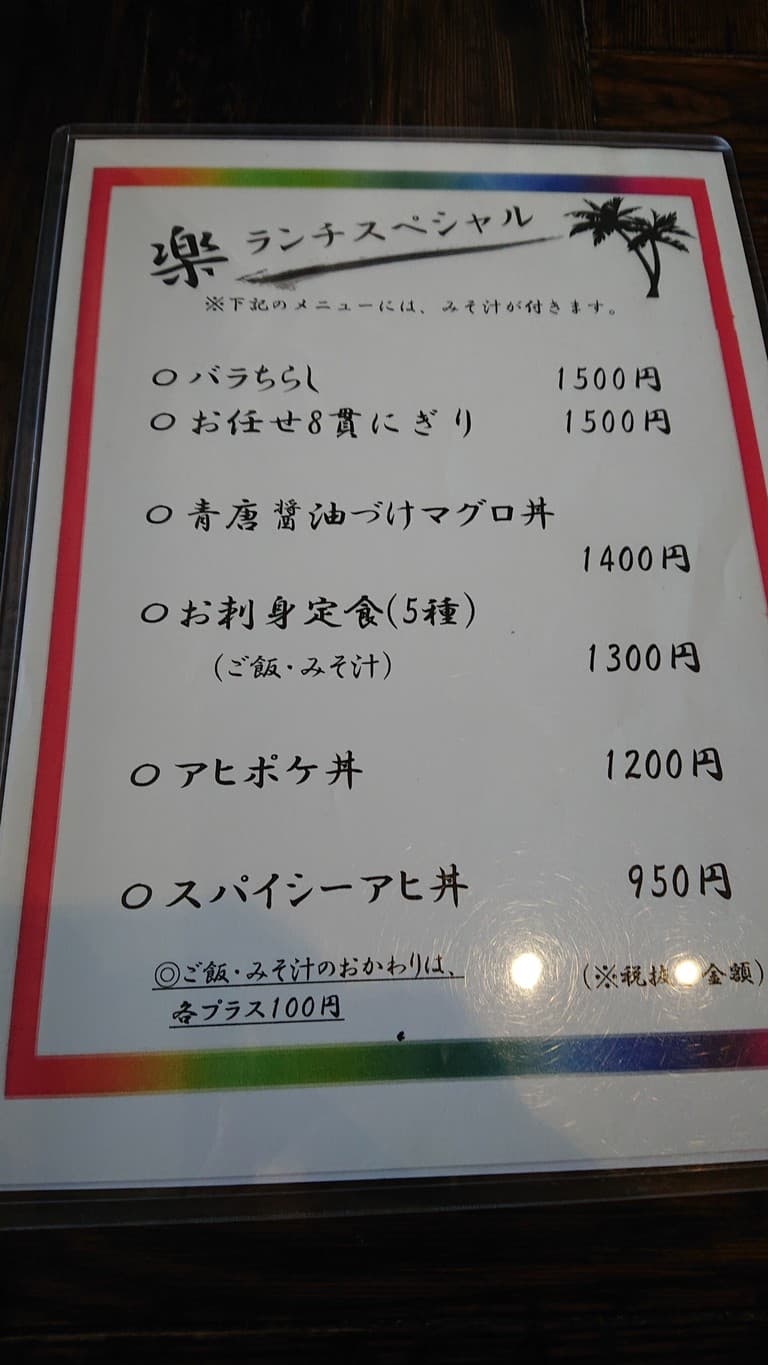 楽 ランチスペシャル
※下記のメニューには、みそ汁が付きます。
○ バラちらし 1500円
○ お任せ8貫にぎり 1500円
○ 青唐醤油づけマグロ丼
1400円
○ お刺身定食(5種)
(ご飯・みそ汁) 1300円
○ アヒポケ丼 1200円
○ スパイシーアヒ丼 950円
◎ご飯・みそ汁のおかわりは、 (※税抜 金額)
各プラス100円